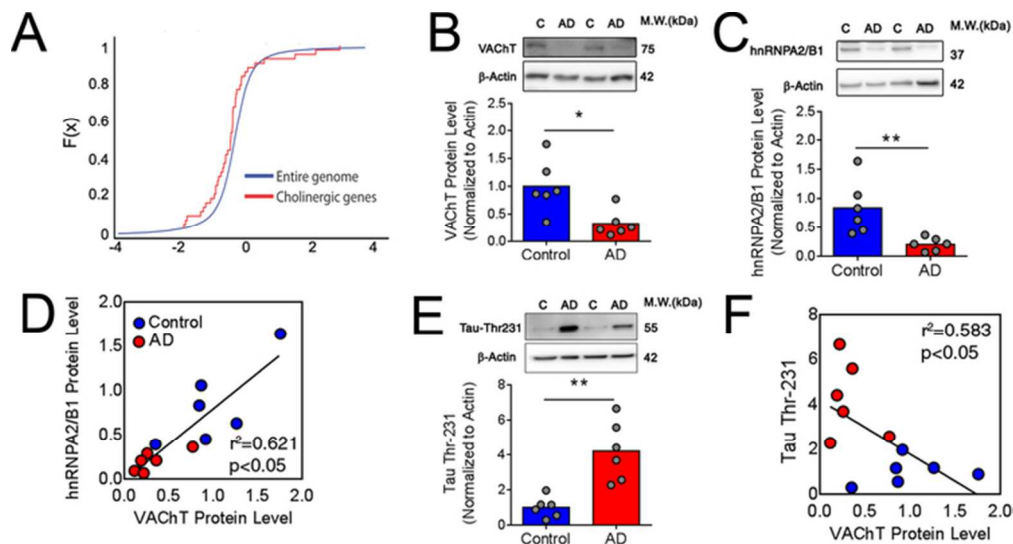 A
F(x)
1
0.8
0.6
0.4
0.2
0
-4
-2
0
2
4
Entire genome
Cholinergic genes
B
C AD C AD M.W.(kDa)
VAChT 75
β-Actin 42
VAChT Protein Level
(Normalized to Actin)
2.5
2.0
1.5
1.0
0.5
0.0
*
Control AD
C
C AD C AD M.W.(kDa)
hnRNPA2/B1 37
β-Actin 42
hnRNPA2/B1 Protein Level
(Normalized to Actin)
2.5
2.0
1.5
1.0
0.5
0.0
**
Control AD
D
hnRNPA2/B1 Protein Level
2.0
1.5
1.0
0.5
0.0
Control
AD
r²=0.621
p<0.05
0.0 0.5 1.0 1.5 2.0
VAChT Protein Level
E
C AD C AD M.W.(kDa)
Tau-Thr231 55
β-Actin 42
Tau Thr-231
(Normalized to Actin)
8
6
4
2
0
**
Control AD
F
Tau Thr-231
8
6
4
2
0
r²=0.583
p<0.05
0.0 0.5 1.0 1.5 2.0
VAChT Protein Level